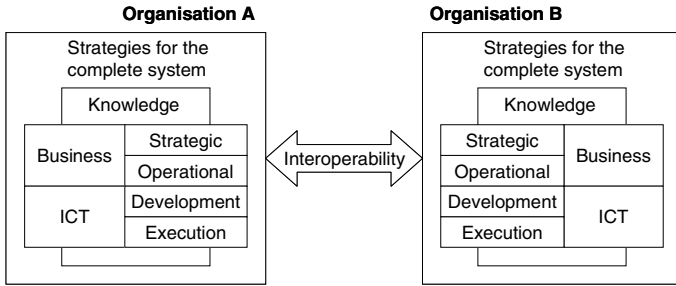 Organisation A
Strategies for the
complete system
Knowledge
Business
Strategic
Operational
ICT
Development
Execution
Interoperability
Organisation B
Strategies for the
complete system
Knowledge
Strategic
Operational
Business
Development
Execution
ICT